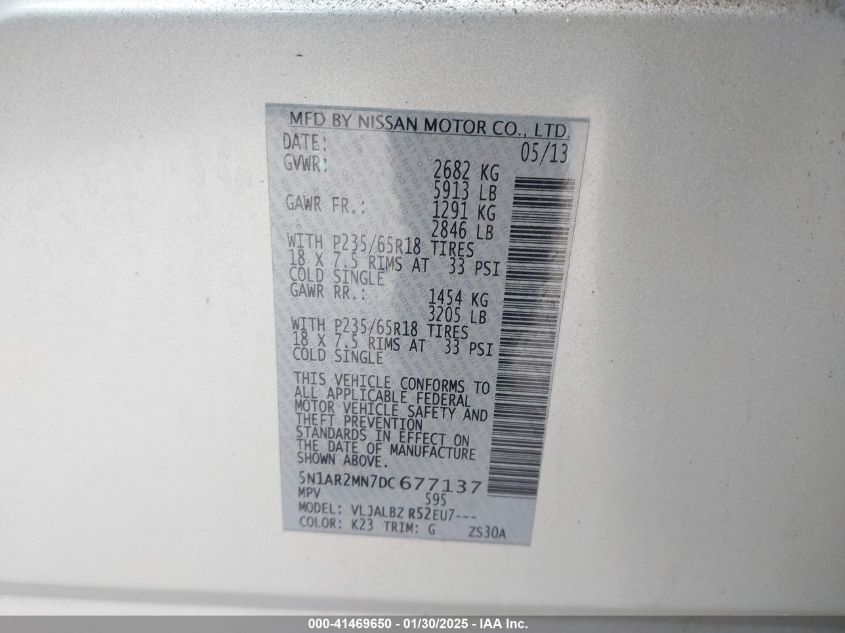 MFD BY NISSAN MOTOR CO., LTD.
DATE: 05/13
GVWR: 2682 KG
5913 LB
GAWR FR.: 1291 KG
2846 LB
WITH P235/65R18 TIRES
18 X 7.5 RIMS AT 33 PSI
COLD SINGLE
GAWR RR.: 1454 KG
3205 LB
WITH P235/65R18 TIRES
18 X 7.5 RIMS AT 33 PSI
COLD SINGLE
THIS VEHICLE CONFORMS TO
ALL APPLICABLE FEDERAL
MOTOR VEHICLE SAFETY AND
THEFT PREVENTION
STANDARDS IN EFFECT ON
THE DATE OF MANUFACTURE
SHOWN ABOVE.
5N1AR2MN7DC677137
MPV 595
MODEL: VLJALBZ R52EU7---
COLOR: K23 TRIM: G ZS30A
000-41469650 - 01/30/2025 - IAA Inc.